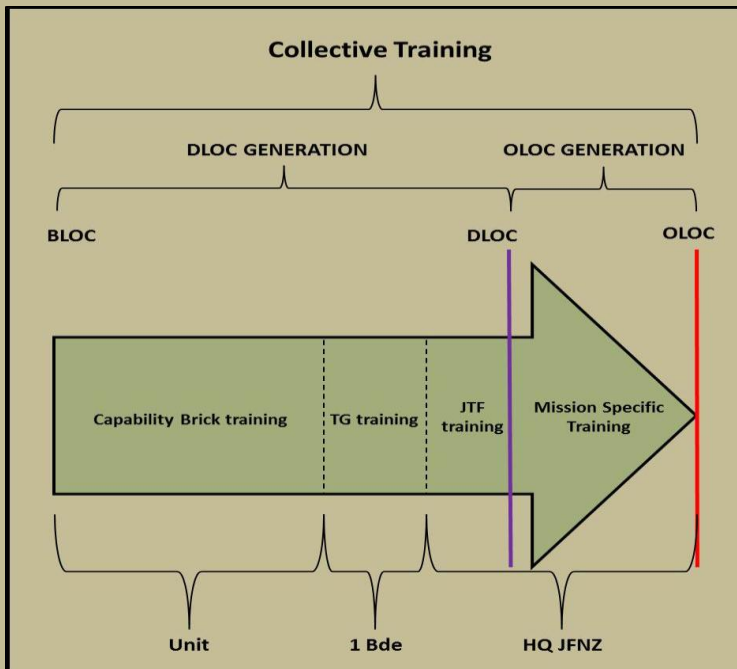 Collective Training
DLOC GENERATION
OLOC GENERATION
BLOC
DLOC
OLOC
Capability Brick training
TG training
JTF
training
Mission Specific
Training
Unit
1 Bde
HQ JFNZ